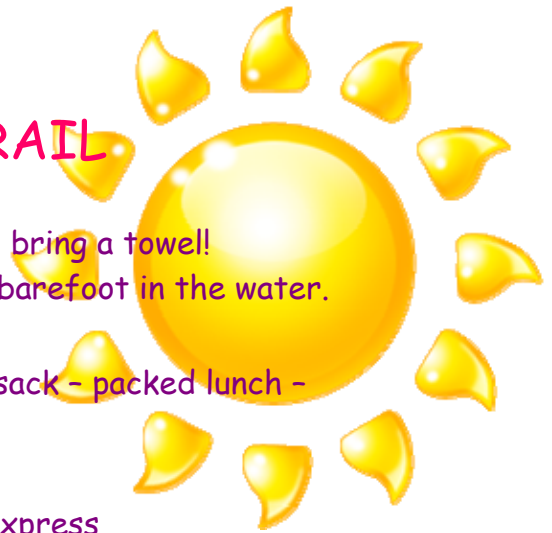 RAIL
bring a towel!
barefoot in the water.
sack – packed lunch –
xpress